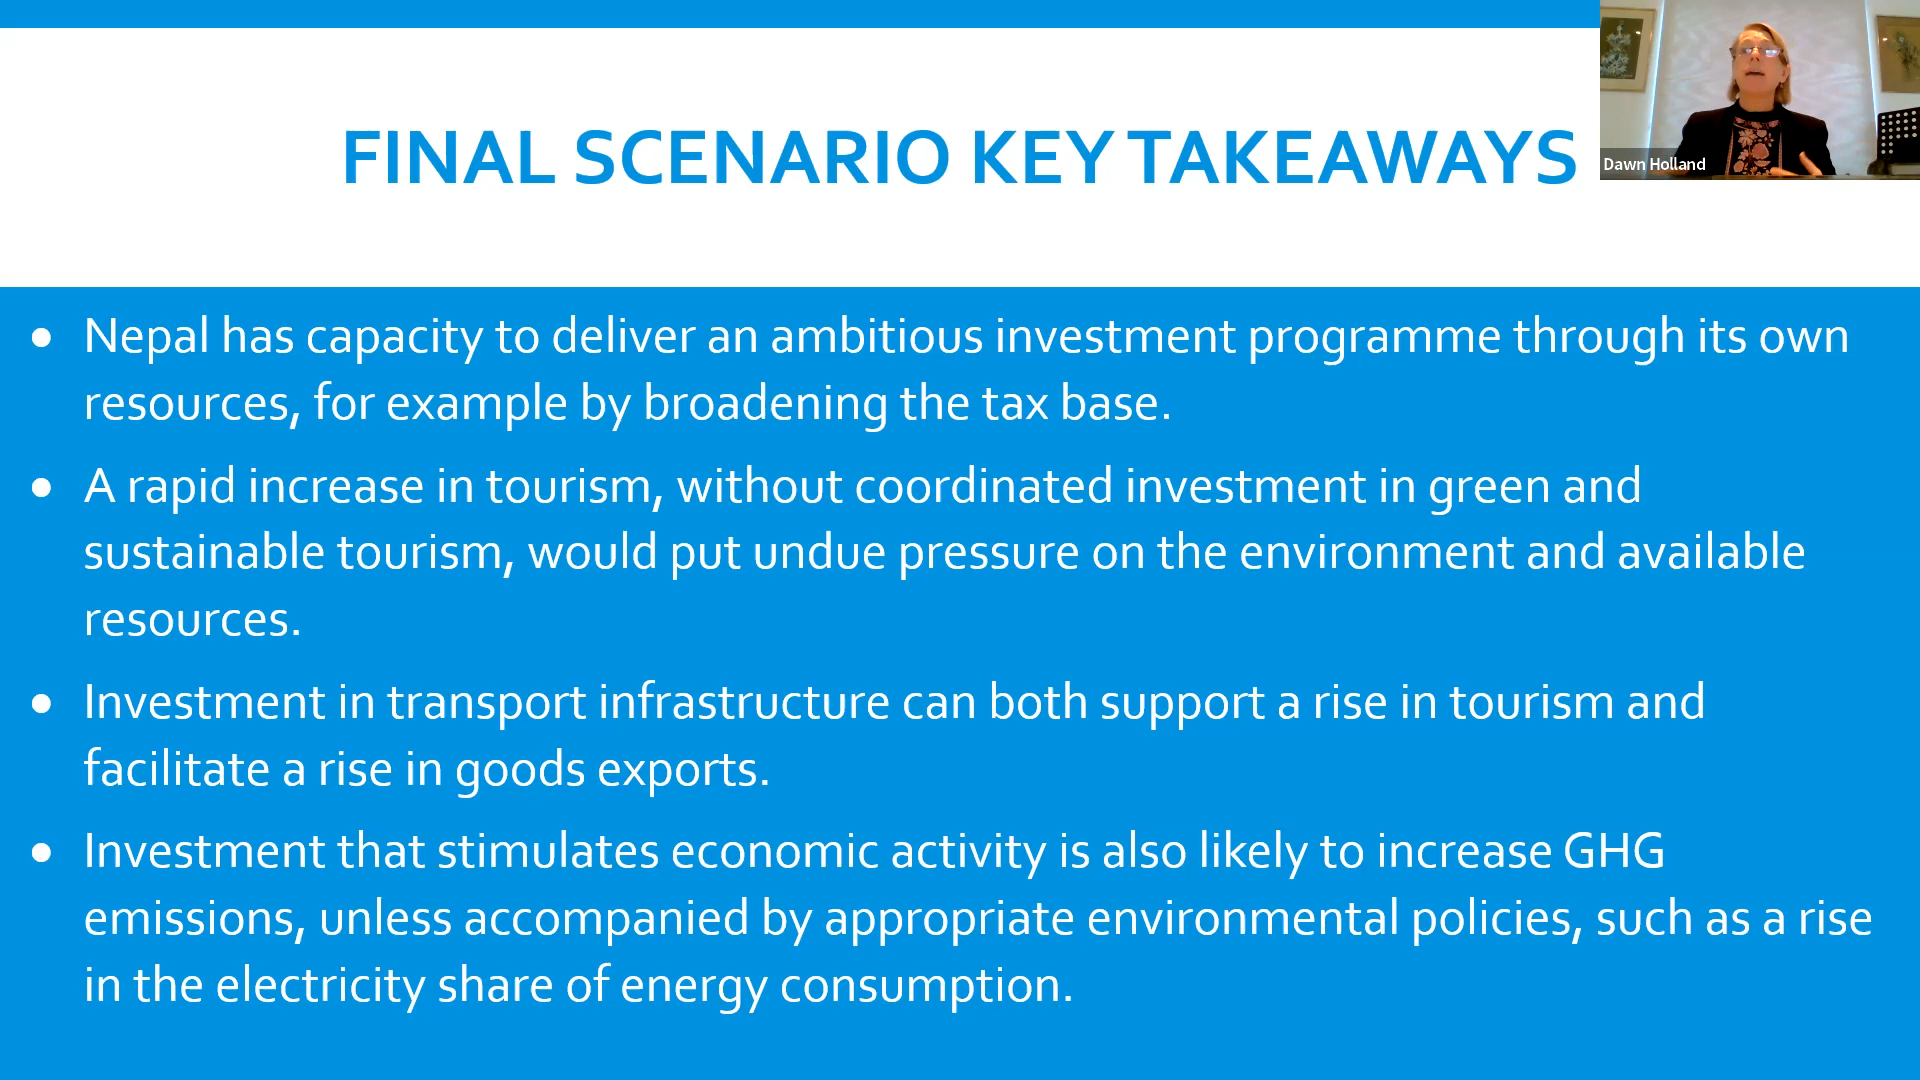 FINAL SCENARIO KEY TAKEAWAYS
Dawn Holland
• Nepal has capacity to deliver an ambitious investment programme through its own
resources, for example by broadening the tax base.
• A rapid increase in tourism, without coordinated investment in green and
sustainable tourism, would put undue pressure on the environment and available
resources.
• Investment in transport infrastructure can both support a rise in tourism and
facilitate a rise in goods exports.
• Investment that stimulates economic activity is also likely to increase GHG
emissions, unless accompanied by appropriate environmental policies, such as a rise
in the electricity share of energy consumption.